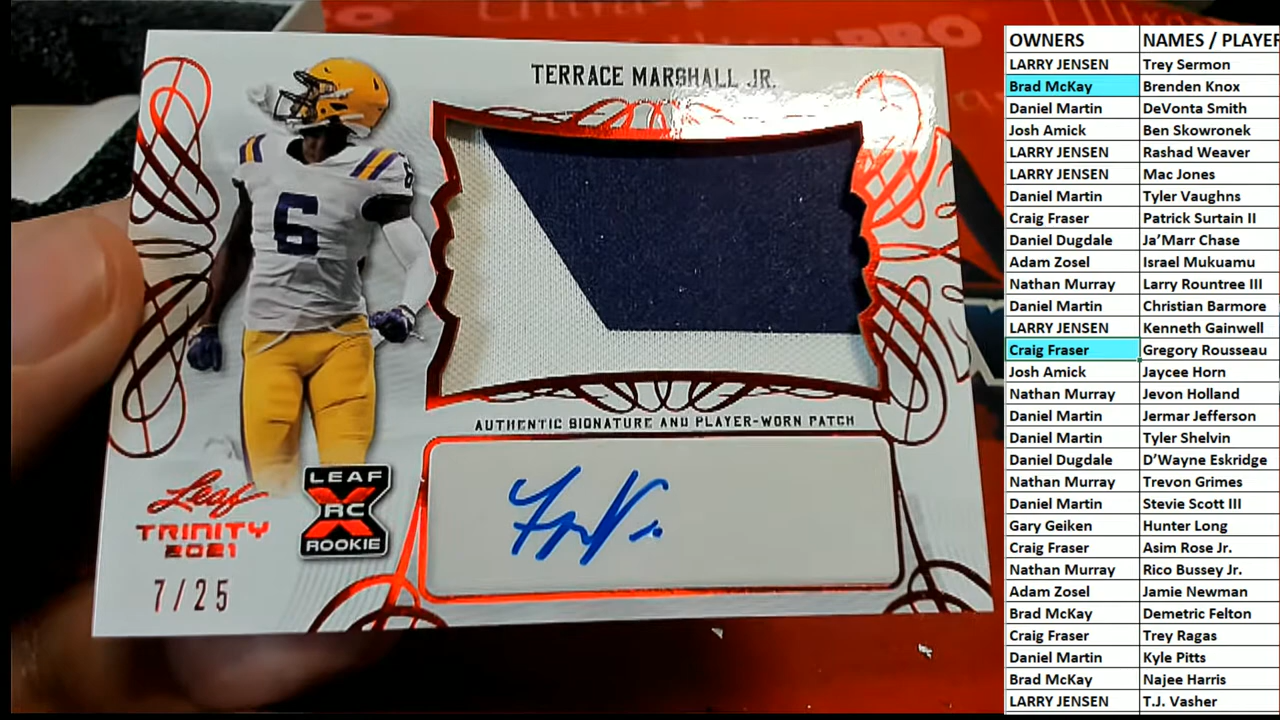 TERRACE MARSHALL JR.
6
AUTHENTIC SIGNATURE AND PLAYER-WORN PATCH
Leaf
TRINITY
2021
7/25
LEAF
RC
ROOKIE
PRO
OWNERS NAMES / PLAYER
LARRY JENSEN Trey Sermon
Brad McKay Brenden Knox
Daniel Martin DeVonta Smith
Josh Amick Ben Skowronek
LARRY JENSEN Rashad Weaver
LARRY JENSEN Mac Jones
Daniel Martin Tyler Vaughns
Craig Fraser Patrick Surtain II
Daniel Dugdale Ja’Marr Chase
Adam Zosel Israel Mukuamu
Nathan Murray Larry Rountree III
Daniel Martin Christian Barmore
LARRY JENSEN Kenneth Gainwell
Craig Fraser Gregory Rousseau
Josh Amick Jaycee Horn
Nathan Murray Jevon Holland
Daniel Martin Jermar Jefferson
Daniel Martin Tyler Shelvin
Daniel Dugdale D’Wayne Eskridge
Nathan Murray Trevon Grimes
Daniel Martin Stevie Scott III
Gary Geiken Hunter Long
Craig Fraser Asim Rose Jr.
Nathan Murray Rico Bussey Jr.
Adam Zosel Jamie Newman
Brad McKay Demetric Felton
Craig Fraser Trey Ragas
Daniel Martin Kyle Pitts
Brad McKay Najee Harris
LARRY JENSEN T.J. Vasher